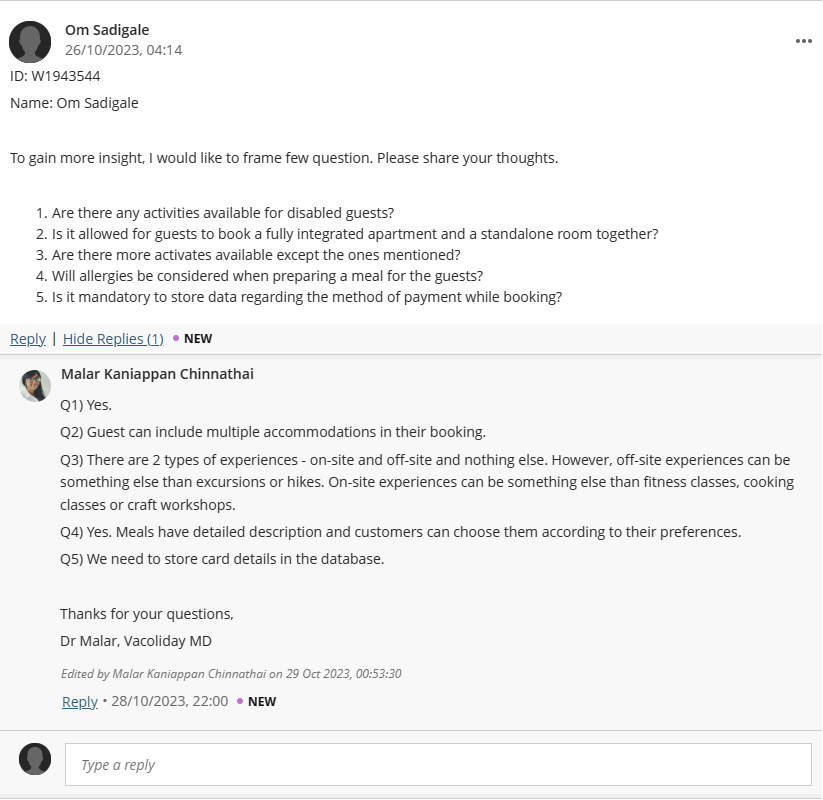 Om Sadigale
26/10/2023, 04:14
ID: W1943544
Name: Om Sadigale
To gain more insight, I would like to frame few question. Please share your thoughts.
1. Are there any activities available for disabled guests?
2. Is it allowed for guests to book a fully integrated apartment and a standalone room together?
3. Are there more activates available except the ones mentioned?
4. Will allergies be considered when preparing a meal for the guests?
5. Is it mandatory to store data regarding the method of payment while booking?
Reply | Hide Replies (1) • NEW
Malar Kaniappan Chinnathai
Q1) Yes.
Q2) Guest can include multiple accommodations in their booking.
Q3) There are 2 types of experiences - on-site and off-site and nothing else. However, off-site experiences can be
something else than excursions or hikes. On-site experiences can be something else than fitness classes, cooking
classes or craft workshops.
Q4) Yes. Meals have detailed description and customers can choose them according to their preferences.
Q5) We need to store card details in the database.
Thanks for your questions,
Dr Malar, Vacoliday MD
Edited by Malar Kaniappan Chinnathai on 29 Oct 2023, 00:53:30
Reply • 28/10/2023, 22:00 • NEW
Type a reply